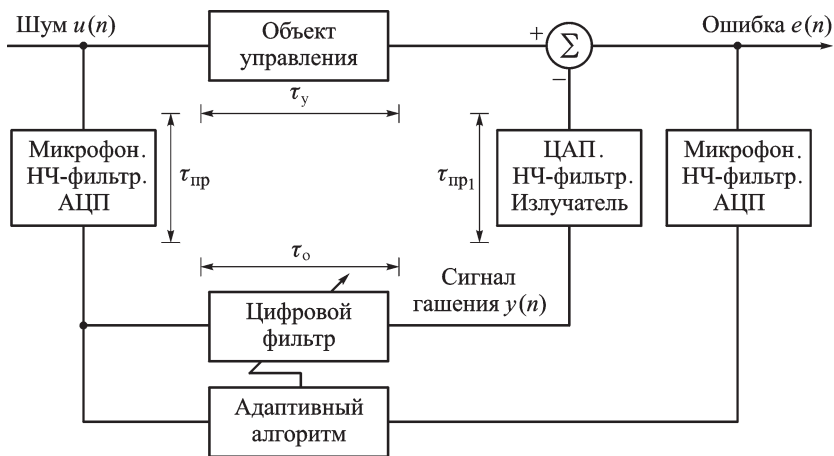 Шум u(n)
Объект
управления
+
Σ
−
Ошибка e(n)
τу
Микрофон.
НЧ-фильтр.
АЦП
τпр
τпр1
ЦАП.
НЧ-фильтр.
Излучатель
Микрофон.
НЧ-фильтр.
АЦП
τо
Цифровой
фильтр
Сигнал
гашения y(n)
Адаптивный
алгоритм